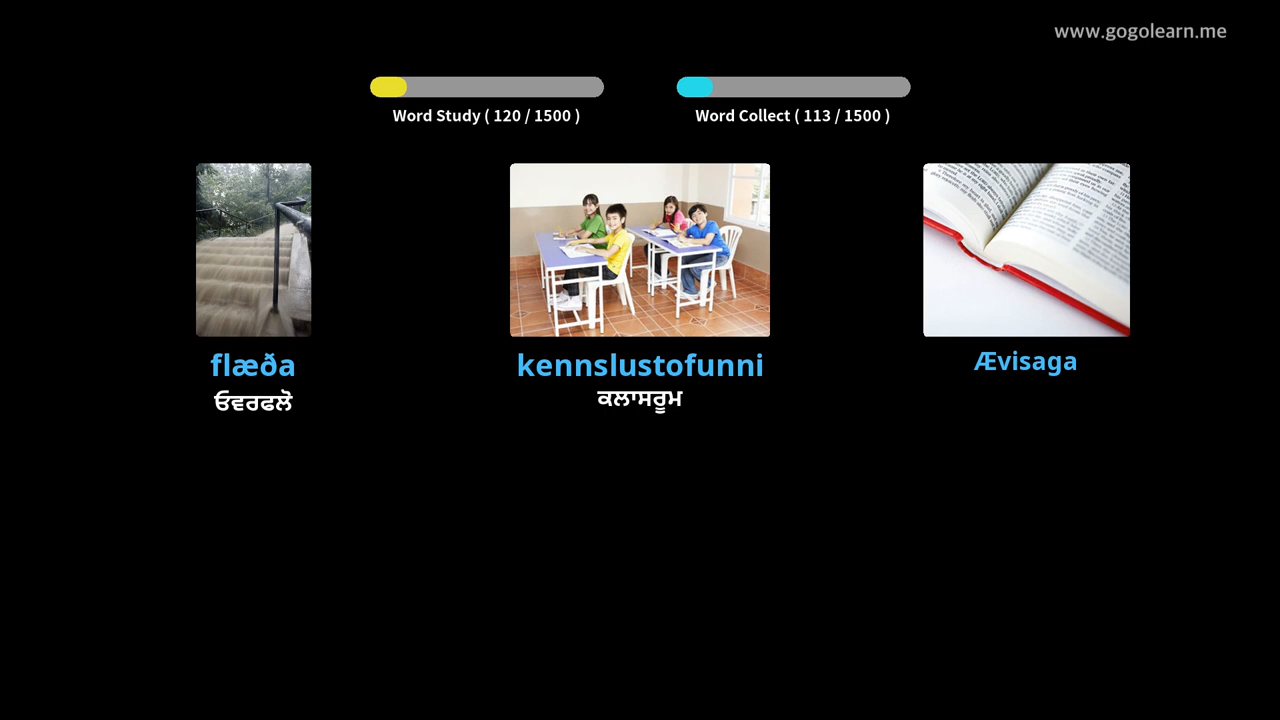 www.gogolearn.me
Word Study ( 120 / 1500 )
Word Collect ( 113 / 1500 )
flæða
ਓਵਰਫਲੋ
kennslustofunni
ਕਲਾਸਰੂਮ
Ævisaga